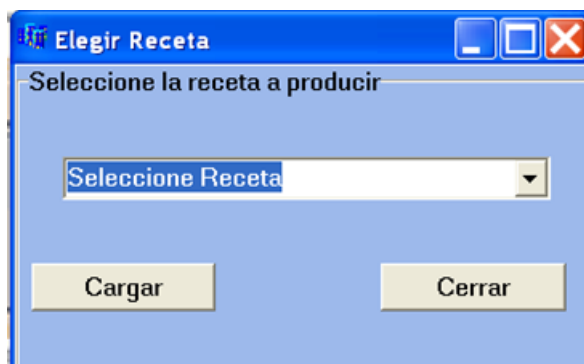 Elegir Receta
Seleccione la receta a producir
Seleccione Receta
Cargar
Cerrar